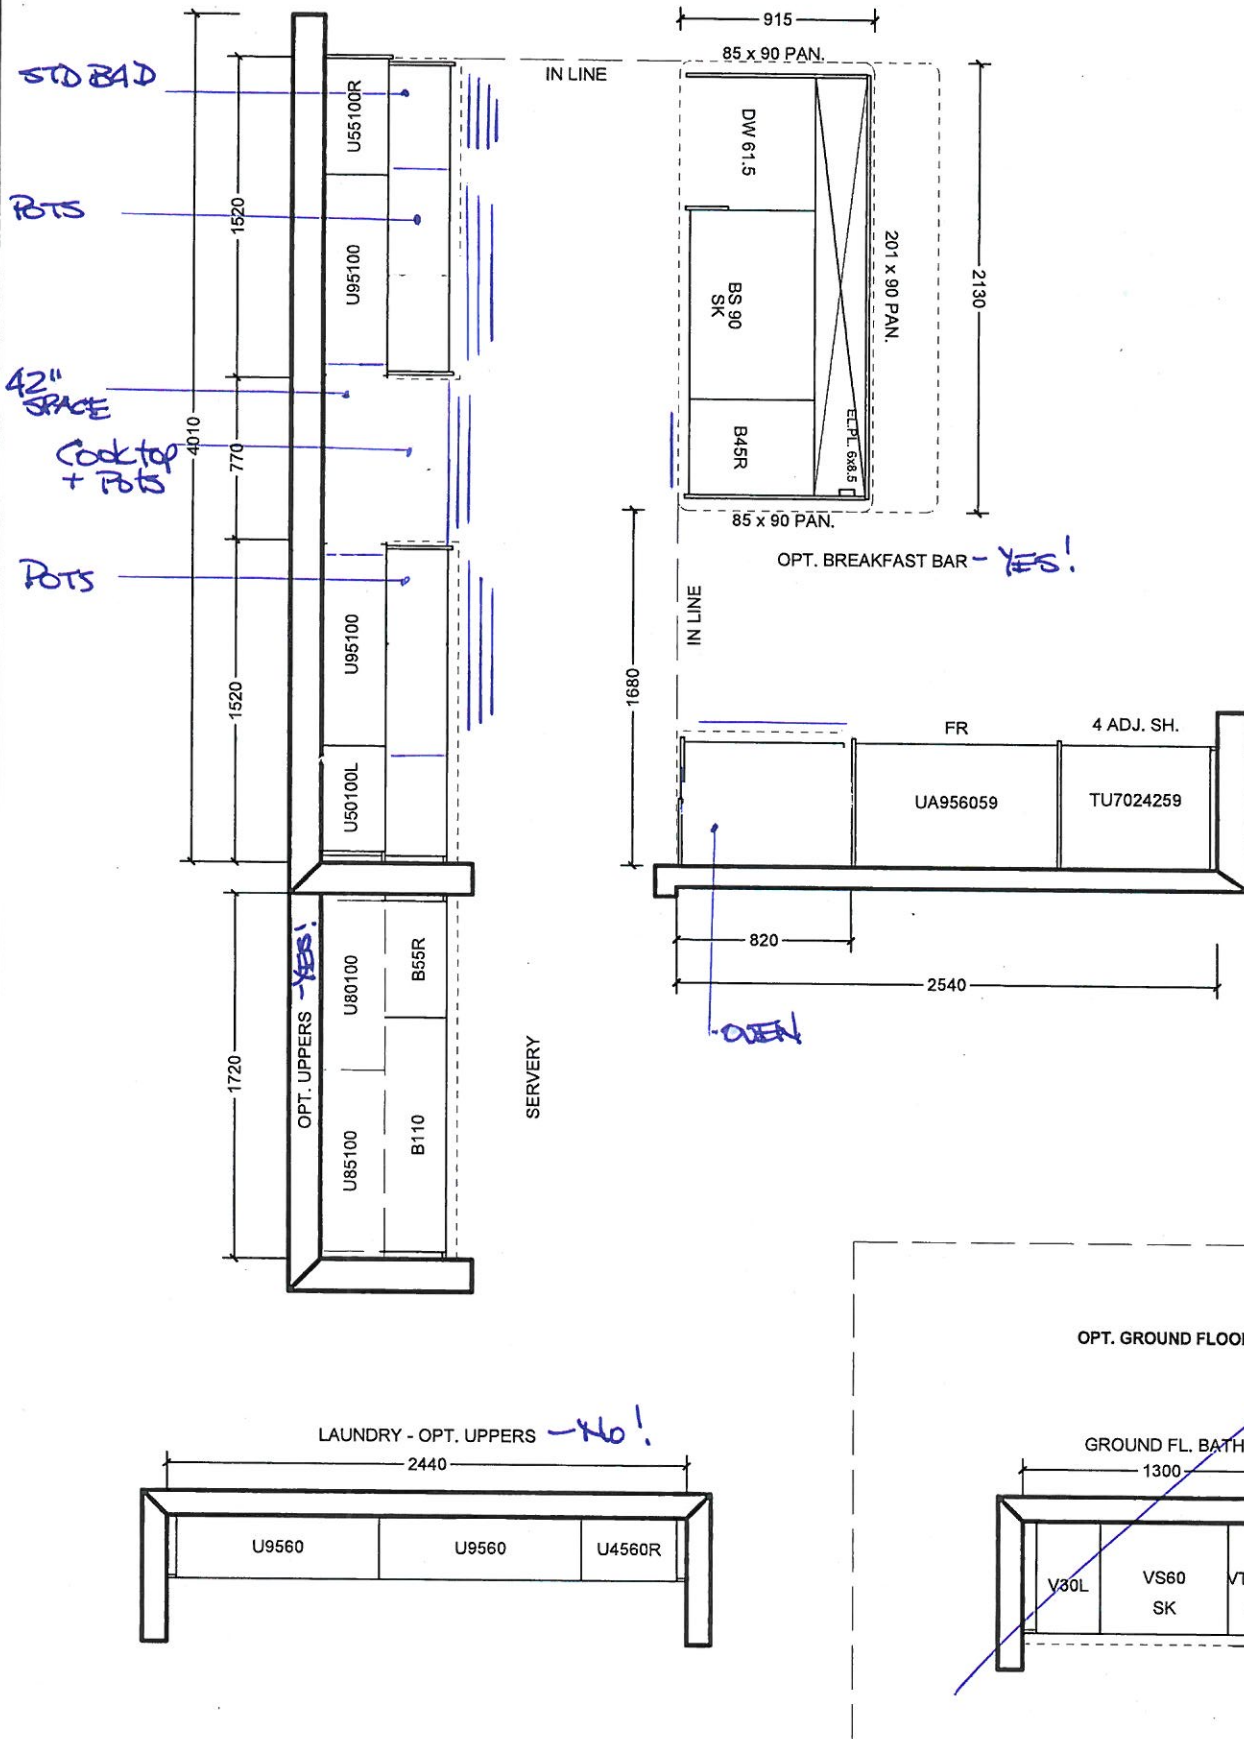 915
85 x 90 PAN.
STD BAD
IN LINE
U55100R
DW 61.5
POTS
1520
U95100
BS 90
SK
201 x 90 PAN.
2130
42"
SPACE
4010
770
Cooktop
+ Pots
B45R
EL.PL. 6x8.5
85 x 90 PAN.
OPT. BREAKFAST BAR - YES!
POTS
IN LINE
U95100
1520
1680
FR
4 ADJ. SH.
U50100L
UA956059
TU7024259
820
2540
OVEN
OPT. UPPERS - YES!
U80100
B55R
1720
U85100
B110
SERVERY
OPT. GROUND FLOO
LAUNDRY - OPT. UPPERS - No!
2440
U9560
U9560
U4560R
GROUND FL. BATH
1300
V30L
VS60
SK
VT